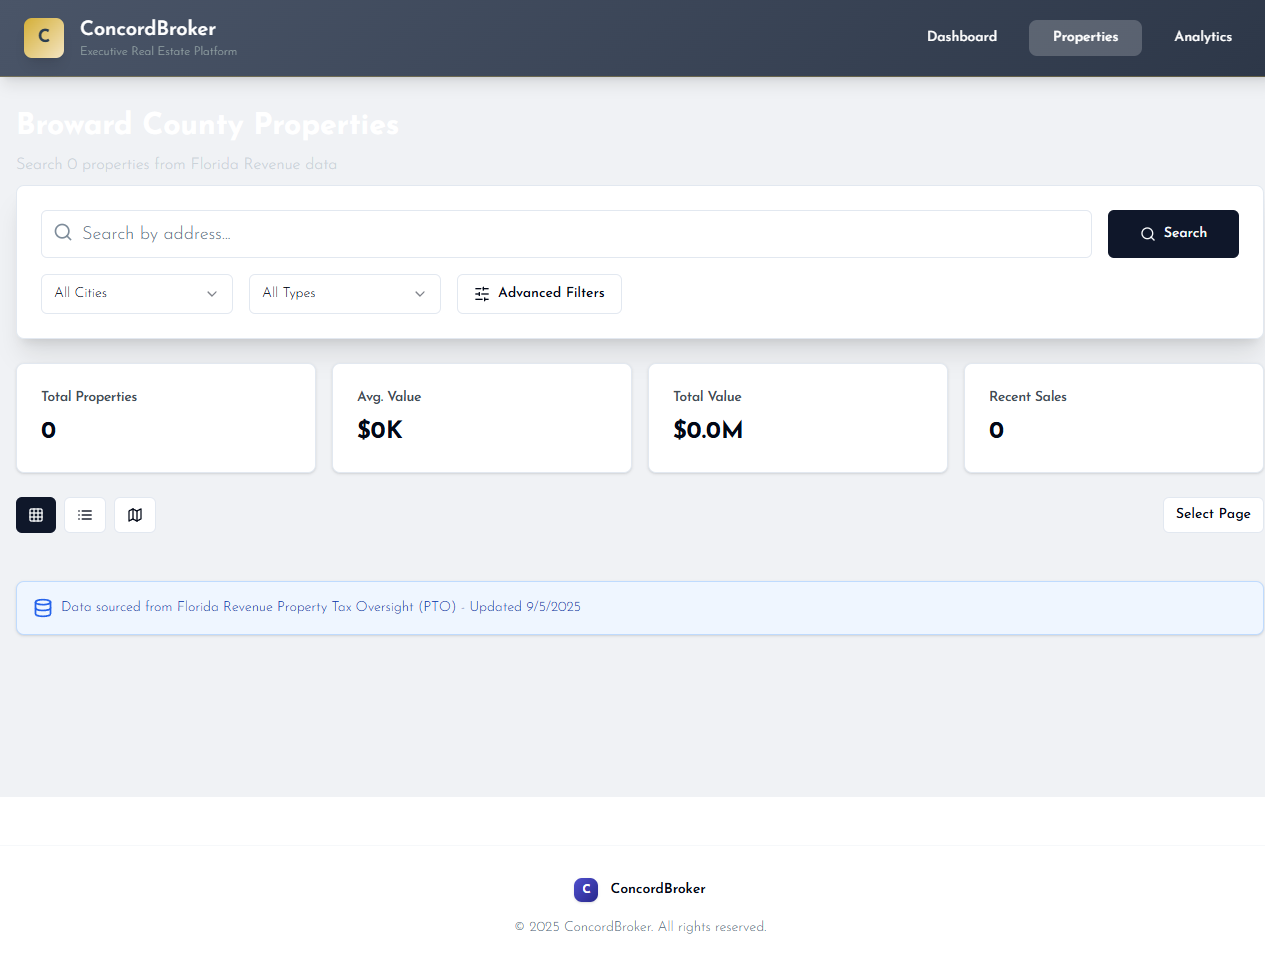 C
ConcordBroker
Executive Real Estate Platform
Dashboard
Properties
Analytics
Broward County Properties
Search 0 properties from Florida Revenue data
Search by address...
Search
All Cities
All Types
Advanced Filters
Total Properties
0
Avg. Value
$0K
Total Value
$0.0M
Recent Sales
0
Select Page
Data sourced from Florida Revenue Property Tax Oversight (PTO) - Updated 9/5/2025
C
ConcordBroker
© 2025 ConcordBroker. All rights reserved.